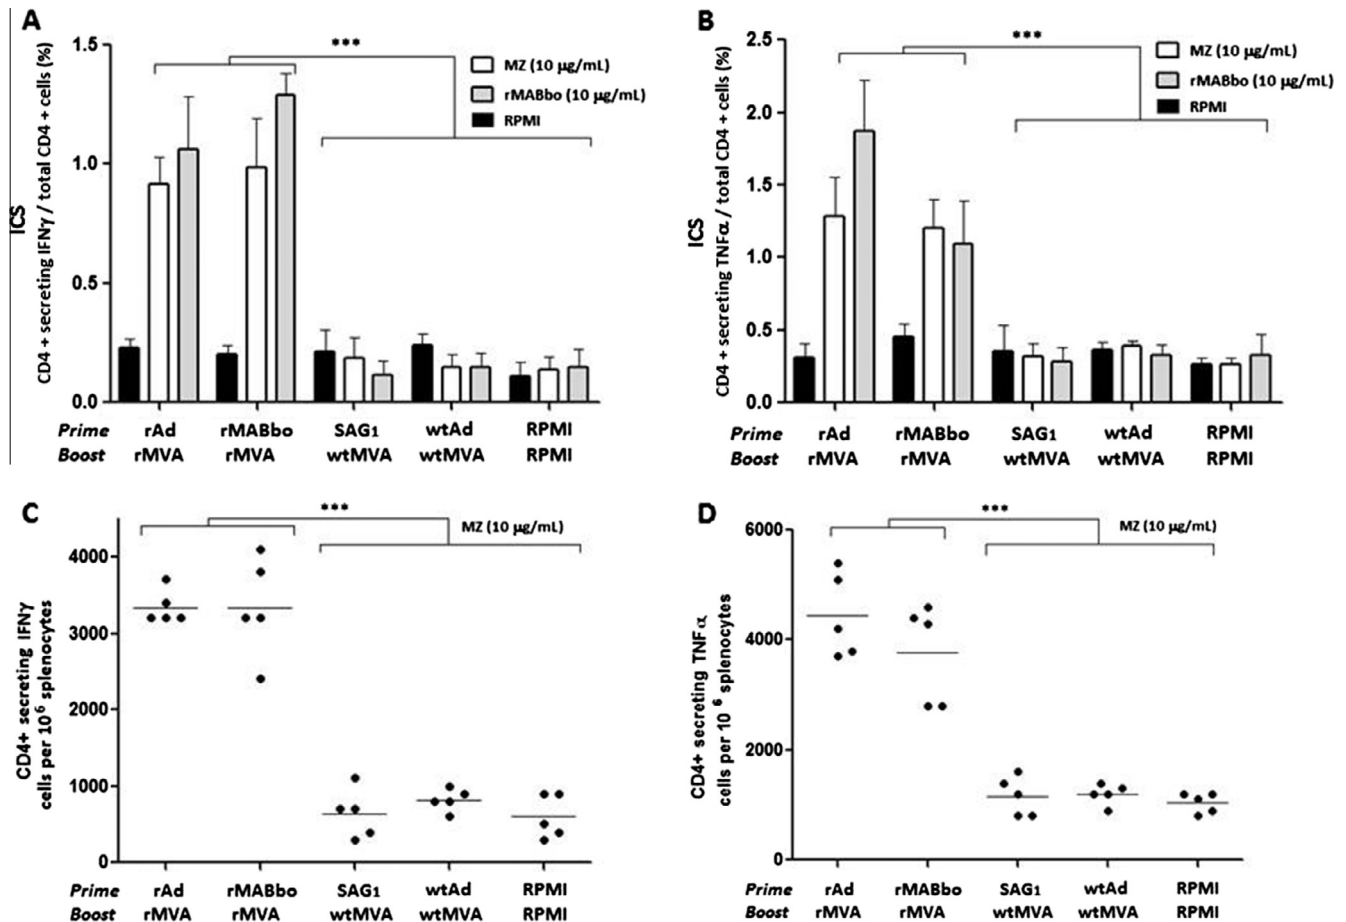 A
ICS
CD4 + secreting IFNγ / total CD4 + cells (%)
1.5
1.0
0.5
0.0
***
MZ (10 µg/mL)
rMABbo (10 µg/mL)
RPMI
Prime rAd rMABbo SAG1 wtAd RPMI
Boost rMVA rMVA wtMVA wtMVA RPMI
B
ICS
CD4 + secreting TNFα / total CD4 + cells (%)
2.5
2.0
1.5
1.0
0.5
0.0
***
MZ (10 µg/mL)
rMABbo (10 µg/mL)
RPMI
Prime rAd rMABbo SAG1 wtAd RPMI
Boost rMVA rMVA wtMVA wtMVA RPMI
C
CD4+ secreting IFNγ
cells per 10⁶ splenocytes
4000
3000
2000
1000
0
***
MZ (10 µg/mL)
Prime rAd rMABbo SAG1 wtAd RPMI
Boost rMVA rMVA wtMVA wtMVA RPMI
D
CD4+ secreting TNFα
cells per 10 ⁶ splenocytes
6000
4000
2000
0
***
MZ (10 µg/mL)
Prime rAd rMABbo SAG1 wtAd RPMI
Boost rMVA rMVA wtMVA wtMVA RPMI